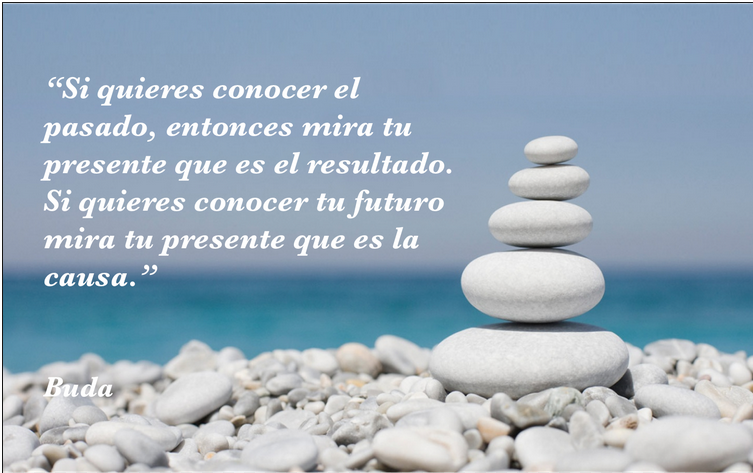 “Si quieres conocer el
pasado, entonces mira tu
presente que es el resultado.
Si quieres conocer tu futuro
mira tu presente que es la
causa.”
Buda